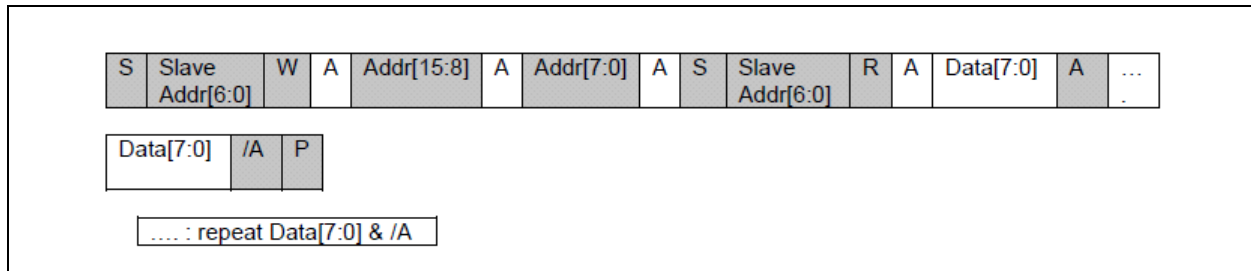 S Slave Addr[6:0] W A Addr[15:8] A Addr[7:0] A S Slave Addr[6:0] R A Data[7:0] A ... .
Data[7:0] /A P
.... : repeat Data[7:0] & /A